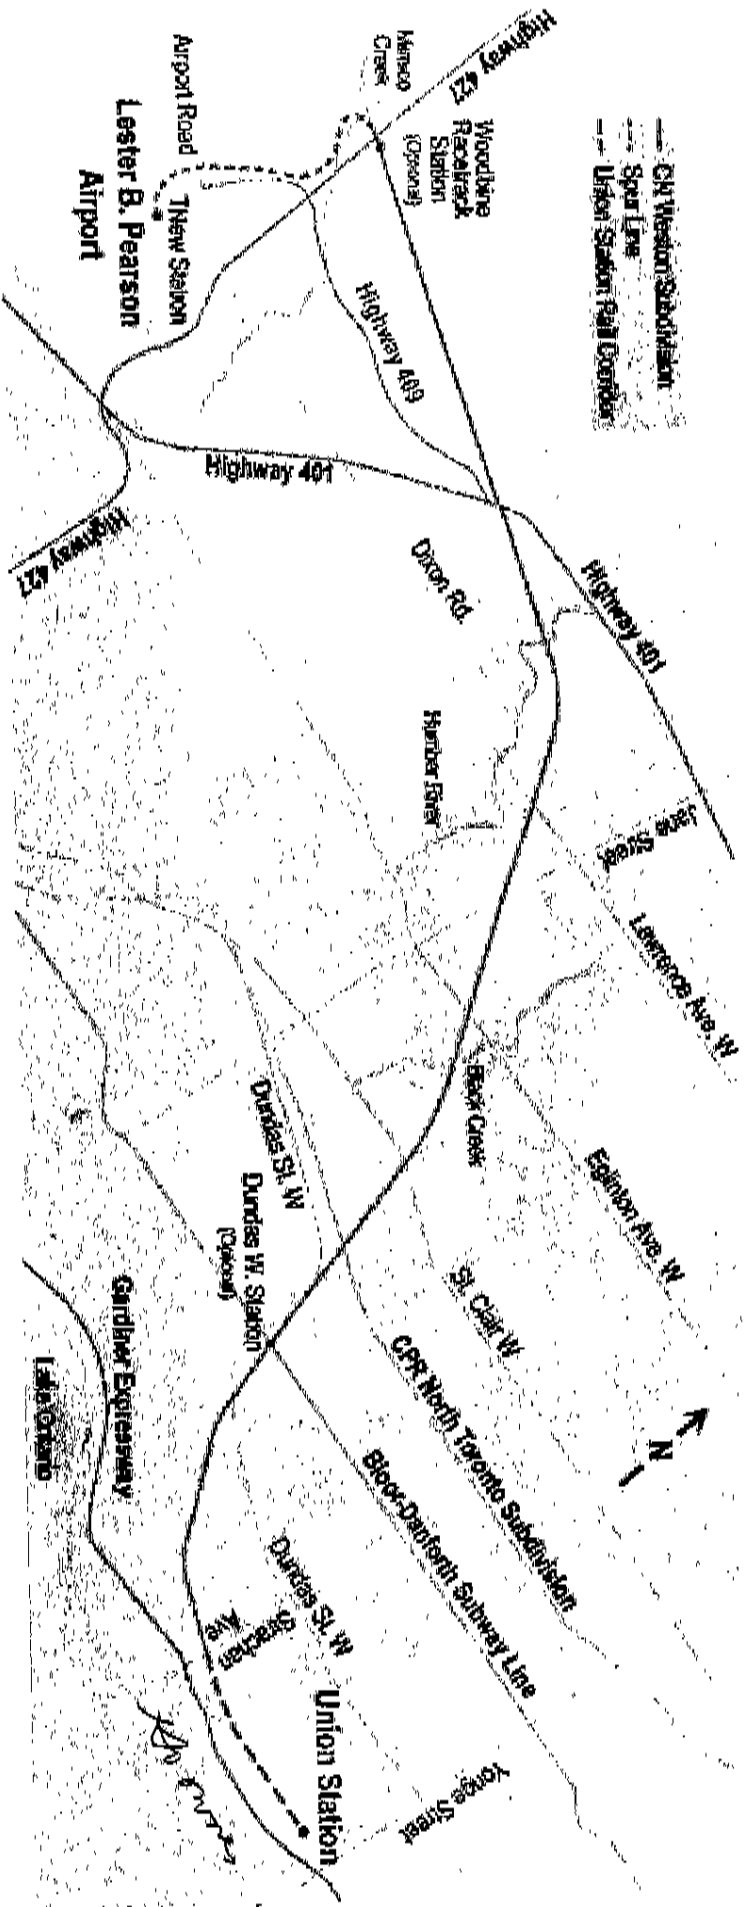 CN Weston Subdivision
Spur Line
Union Station Rail Corridor
Highway 427
Mimico
Creek
Woodbine
Racetrack
Station
(Optional)
Airport Road
TNew Station
Lester B. Pearson
Airport
Highway 409
Highway 401
Highway 427
Dixon Rd.
Highway 401
Humber River
Jane
Street
Lawrence Ave. W
Black Creek
Eglinton Ave. W
Dundas St. W
Dundas W. Station
(Optional)
St. Clair W
CPR North Toronto Subdivision
N
Bloor-Danforth Subway Line
Gardiner Expressway
Lake Ontario
Dundas St. W
Strachan
Ave
Union Station
Yonge Street